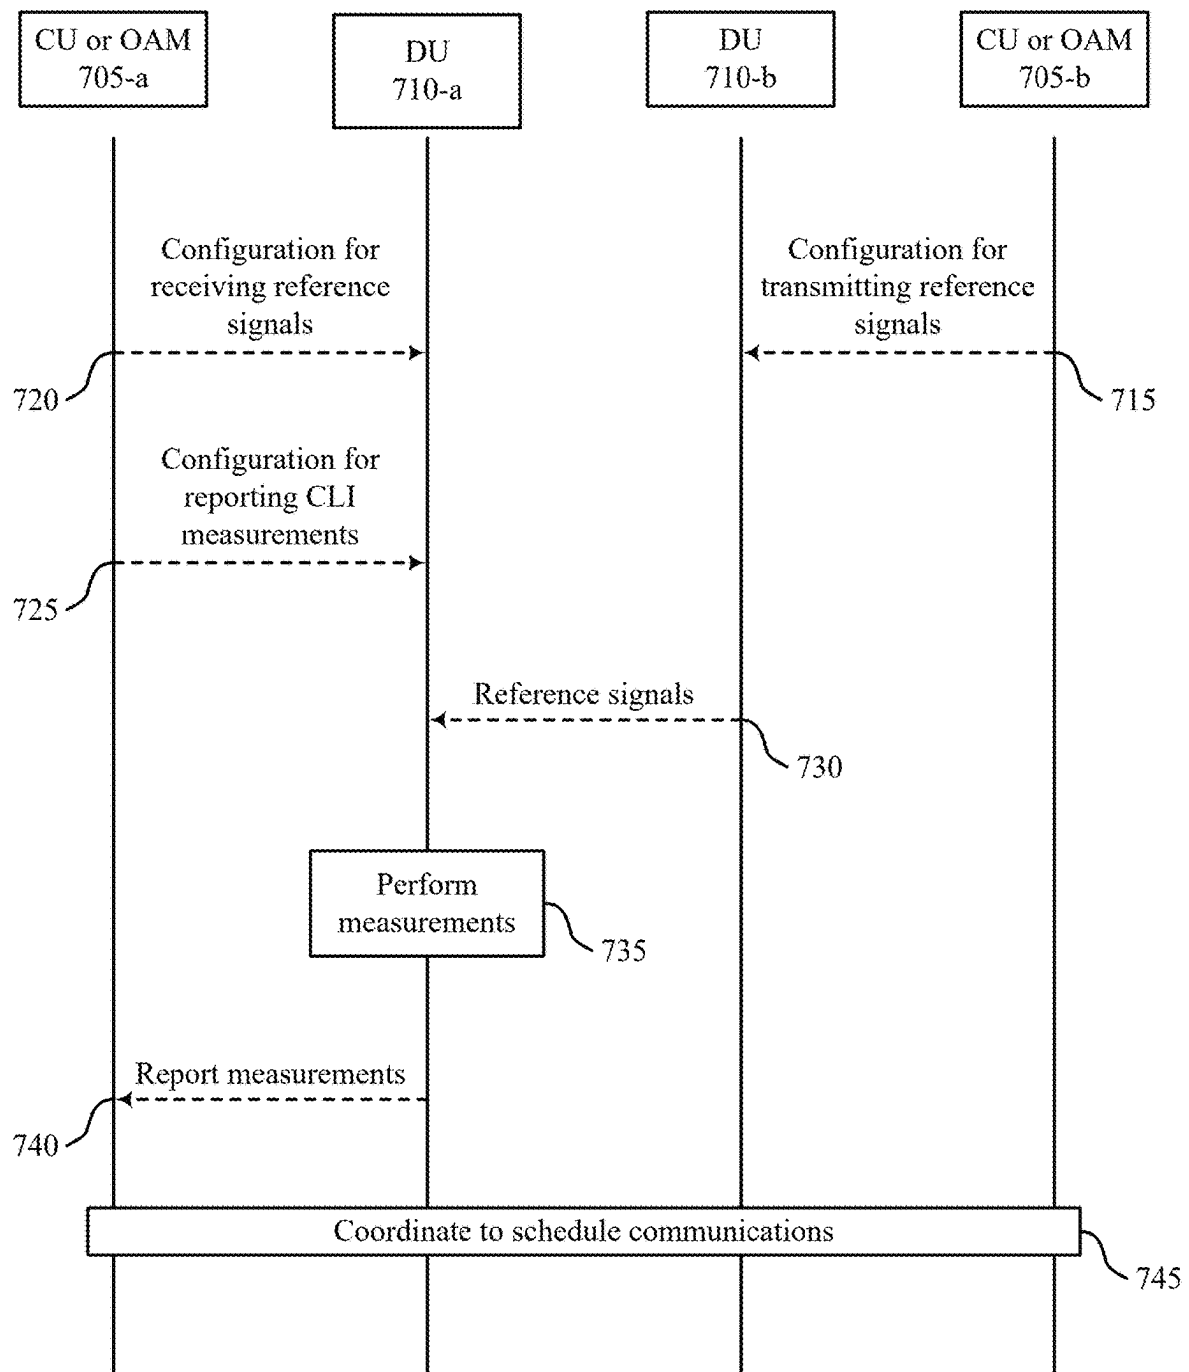 CU or OAM
705-a
DU
710-a
DU
710-b
CU or OAM
705-b
Configuration for
receiving reference
signals
720
Configuration for
transmitting reference
signals
715
Configuration for
reporting CLI
measurements
725
Reference signals
730
Perform
measurements
735
Report measurements
740
Coordinate to schedule communications
745